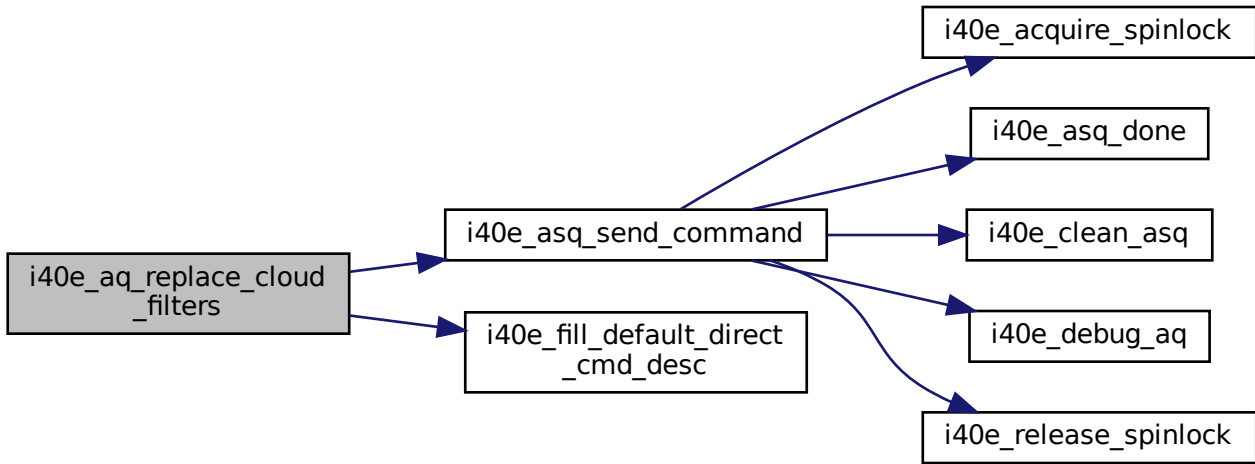 i40e_aq_replace_cloud
_filters
i40e_asq_send_command
i40e_fill_default_direct
_cmd_desc
i40e_acquire_spinlock
i40e_asq_done
i40e_clean_asq
i40e_debug_aq
i40e_release_spinlock